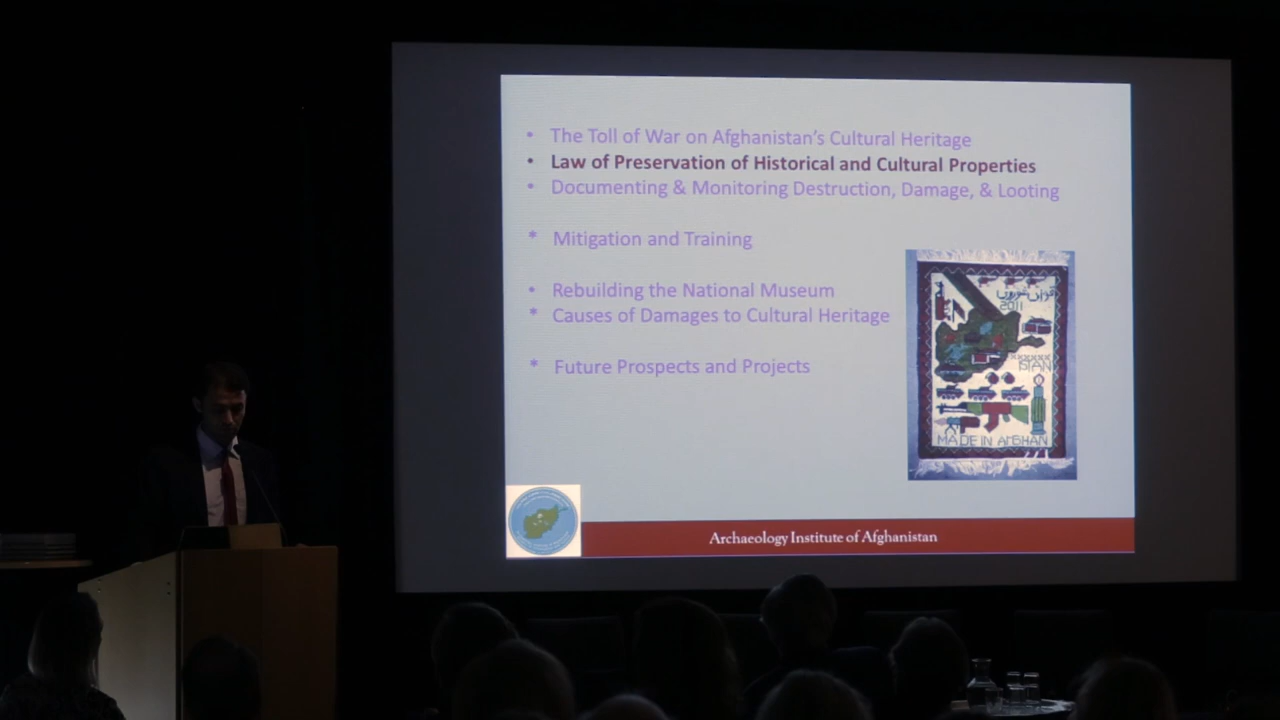 • The Toll of War on Afghanistan's Cultural Heritage
• Law of Preservation of Historical and Cultural Properties
• Documenting & Monitoring Destruction, Damage, & Looting
* Mitigation and Training
• Rebuilding the National Museum
* Causes of Damages to Cultural Heritage
* Future Prospects and Projects
2011
ISTAN
MADE IN AFGHAN
Archaeology Institute of Afghanistan